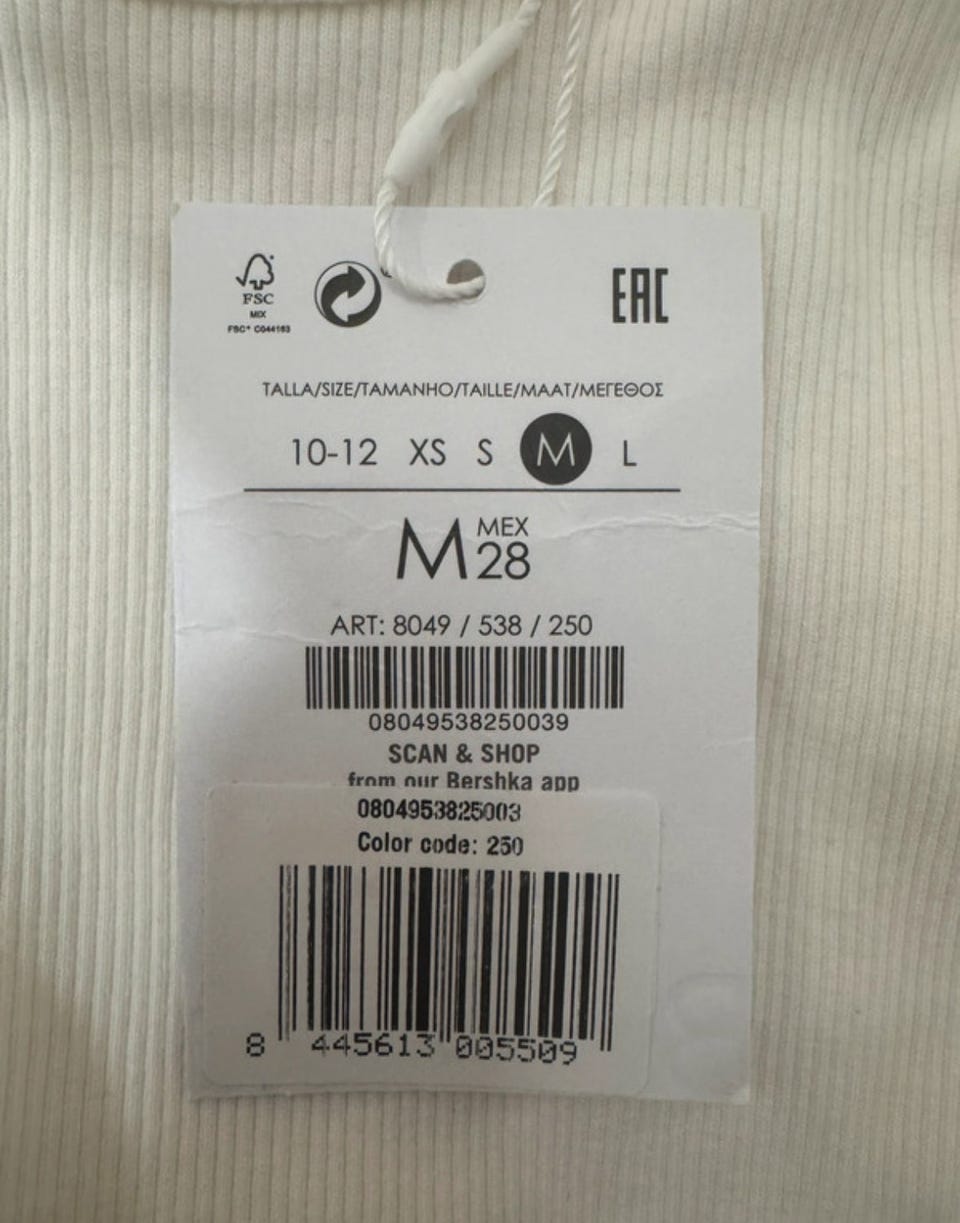 FSC
MIX
FSC® C044163
EAC
TALLA/SIZE/TAMANHO/TAILLE/MAAT/ΜΕΓΕΘΟΣ
10-12 XS S M L
M MEX 28
ART: 8049 / 538 / 250
08049538250039
SCAN & SHOP
from our Bershka app
0804953825003
Color code: 250
8 445613 005509